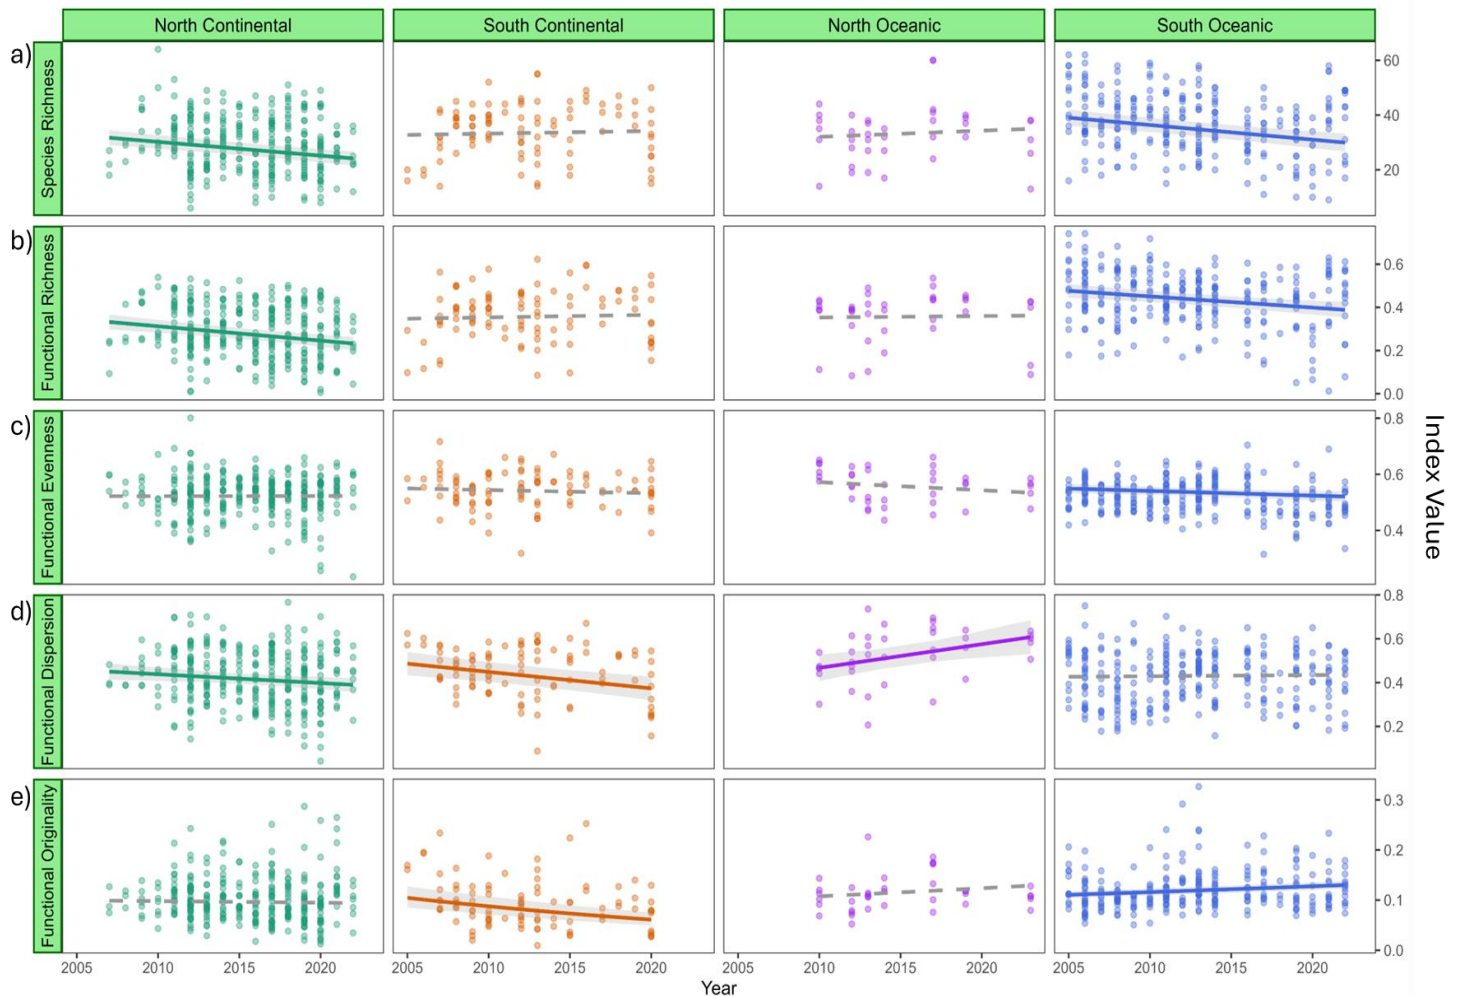 North Continental South Continental North Oceanic South Oceanic
a) Species Richness 60 40 20
b) Functional Richness 0.6 0.4 0.2 0.0
c) Functional Evenness 0.8 0.6 0.4
d) Functional Dispersion 0.8 0.6 0.4 0.2
e) Functional Originality 0.3 0.2 0.1 0.0
Index Value
2005 2010 2015 2020 2005 2010 2015 2020 2005 2010 2015 2020 2005 2010 2015 2020
Year